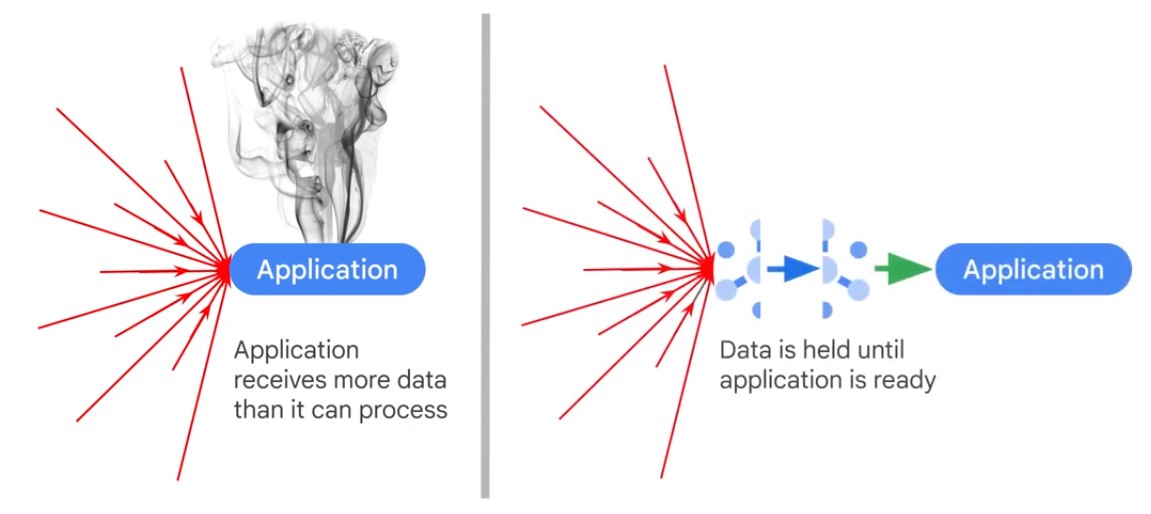 Application
Application
receives more data
than it can process
Application
Data is held until
application is ready